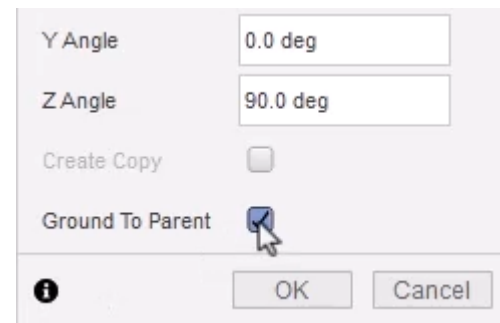 Y Angle 0.0 deg
Z Angle 90.0 deg
Create Copy
Ground To Parent
OK Cancel